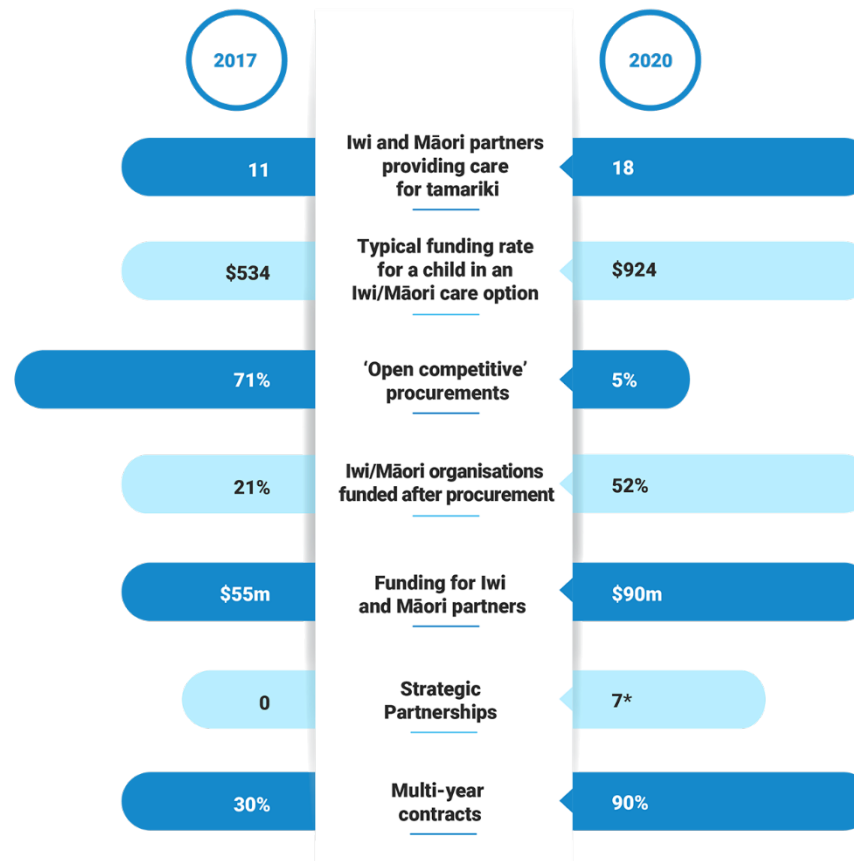 2017
2020
11
Iwi and Māori partners
providing care
for tamariki
18
$534
Typical funding rate
for a child in an
Iwi/Māori care option
$924
71%
‘Open competitive’
procurements
5%
21%
Iwi/Māori organisations
funded after procurement
52%
$55m
Funding for Iwi
and Māori partners
$90m
0
Strategic
Partnerships
7*
30%
Multi-year
contracts
90%